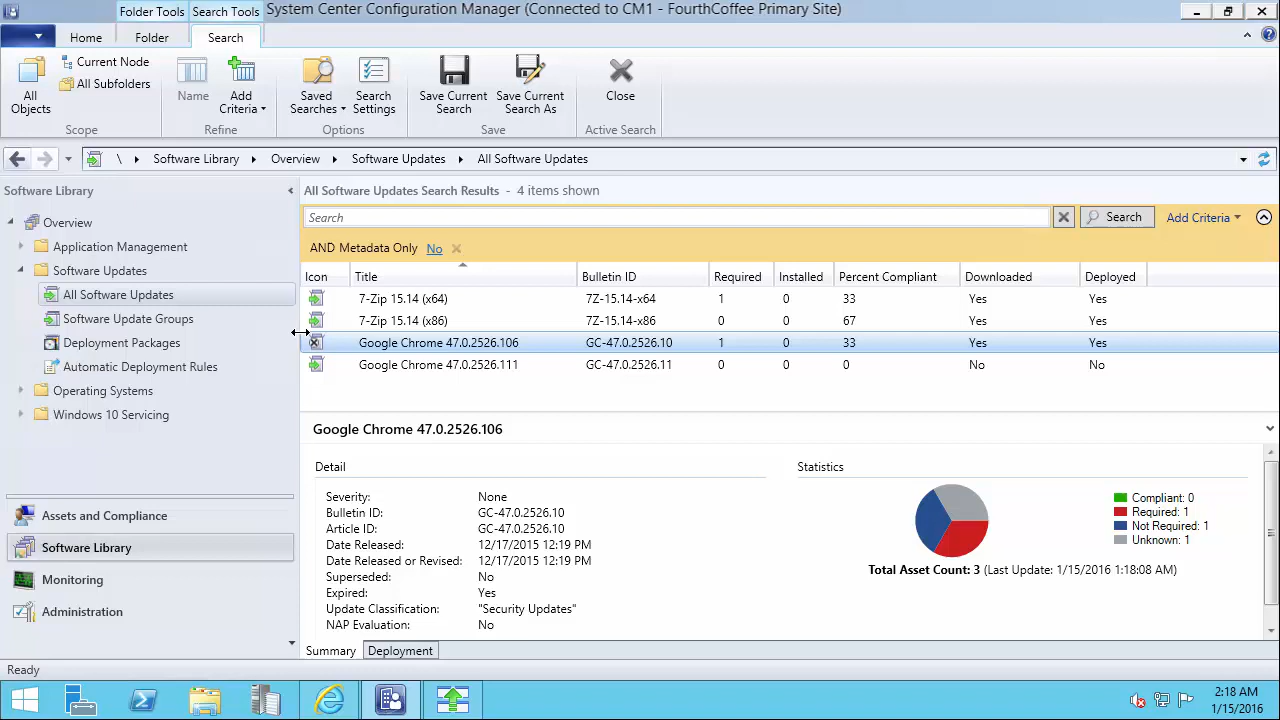 Folder Tools Search Tools System Center Configuration Manager (Connected to CM1 - FourthCoffee Primary Site)
Home Folder Search
All Objects
Current Node
All Subfolders
Scope
Name
Add Criteria
Refine
Saved Searches
Search Settings
Options
Save Current Search
Save Current Search As
Save
Close
Active Search
\ Software Library Overview Software Updates All Software Updates
Software Library
Overview
Application Management
Software Updates
All Software Updates
Software Update Groups
Deployment Packages
Automatic Deployment Rules
Operating Systems
Windows 10 Servicing
Assets and Compliance
Software Library
Monitoring
Administration
All Software Updates Search Results - 4 items shown
Search Search Add Criteria
AND Metadata Only No
Icon Title Bulletin ID Required Installed Percent Compliant Downloaded Deployed
7-Zip 15.14 (x64) 7Z-15.14-x64 1 0 33 Yes Yes
7-Zip 15.14 (x86) 7Z-15.14-x86 0 0 67 Yes Yes
Google Chrome 47.0.2526.106 GC-47.0.2526.10 1 0 33 Yes Yes
Google Chrome 47.0.2526.111 GC-47.0.2526.11 0 0 0 No No
Google Chrome 47.0.2526.106
Detail
Severity: None
Bulletin ID: GC-47.0.2526.10
Article ID: GC-47.0.2526.10
Date Released: 12/17/2015 12:19 PM
Date Released or Revised: 12/17/2015 12:19 PM
Superseded: No
Expired: Yes
Update Classification: "Security Updates"
NAP Evaluation: No
Statistics
Compliant: 0
Required: 1
Not Required: 1
Unknown: 1
Total Asset Count: 3 (Last Update: 1/15/2016 1:18:08 AM)
Summary Deployment
Ready
2:18 AM
1/15/2016